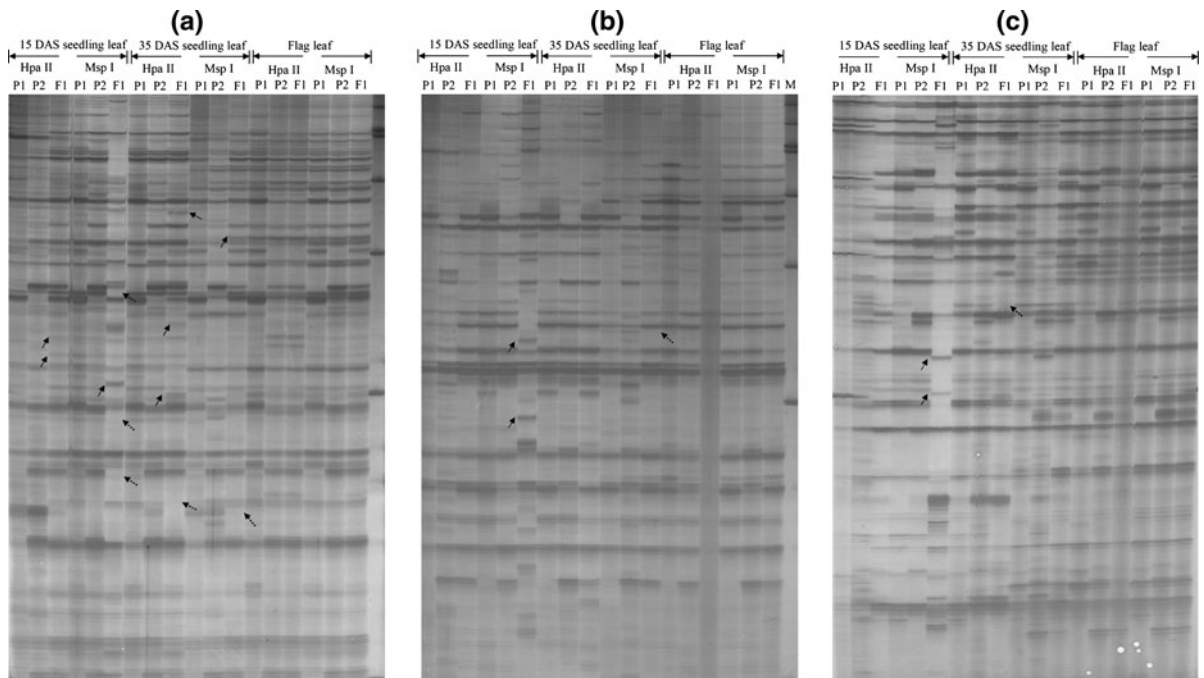 (a)
15 DAS seedling leaf 35 DAS seedling leaf Flag leaf
Hpa II Msp I Hpa II Msp I Hpa II Msp I
P1 P2 F1 P1 P2 F1 P1 P2 F1 P1 P2 F1 P1 P2 F1 P1 P2 F1
(b)
15 DAS seedling leaf 35 DAS seedling leaf Flag leaf
Hpa II Msp I Hpa II Msp I Hpa II Msp I
P1 P2 F1 P1 P2 F1 P1 P2 F1 P1 P2 F1 P1 P2 F1 P1 P2 F1 M
(c)
15 DAS seedling leaf 35 DAS seedling leaf Flag leaf
Hpa II Msp I Hpa II Msp I Hpa II Msp I
P1 P2 F1 P1 P2 F1 P1 P2 F1 P1 P2 F1 P1 P2 F1 P1 P2 F1